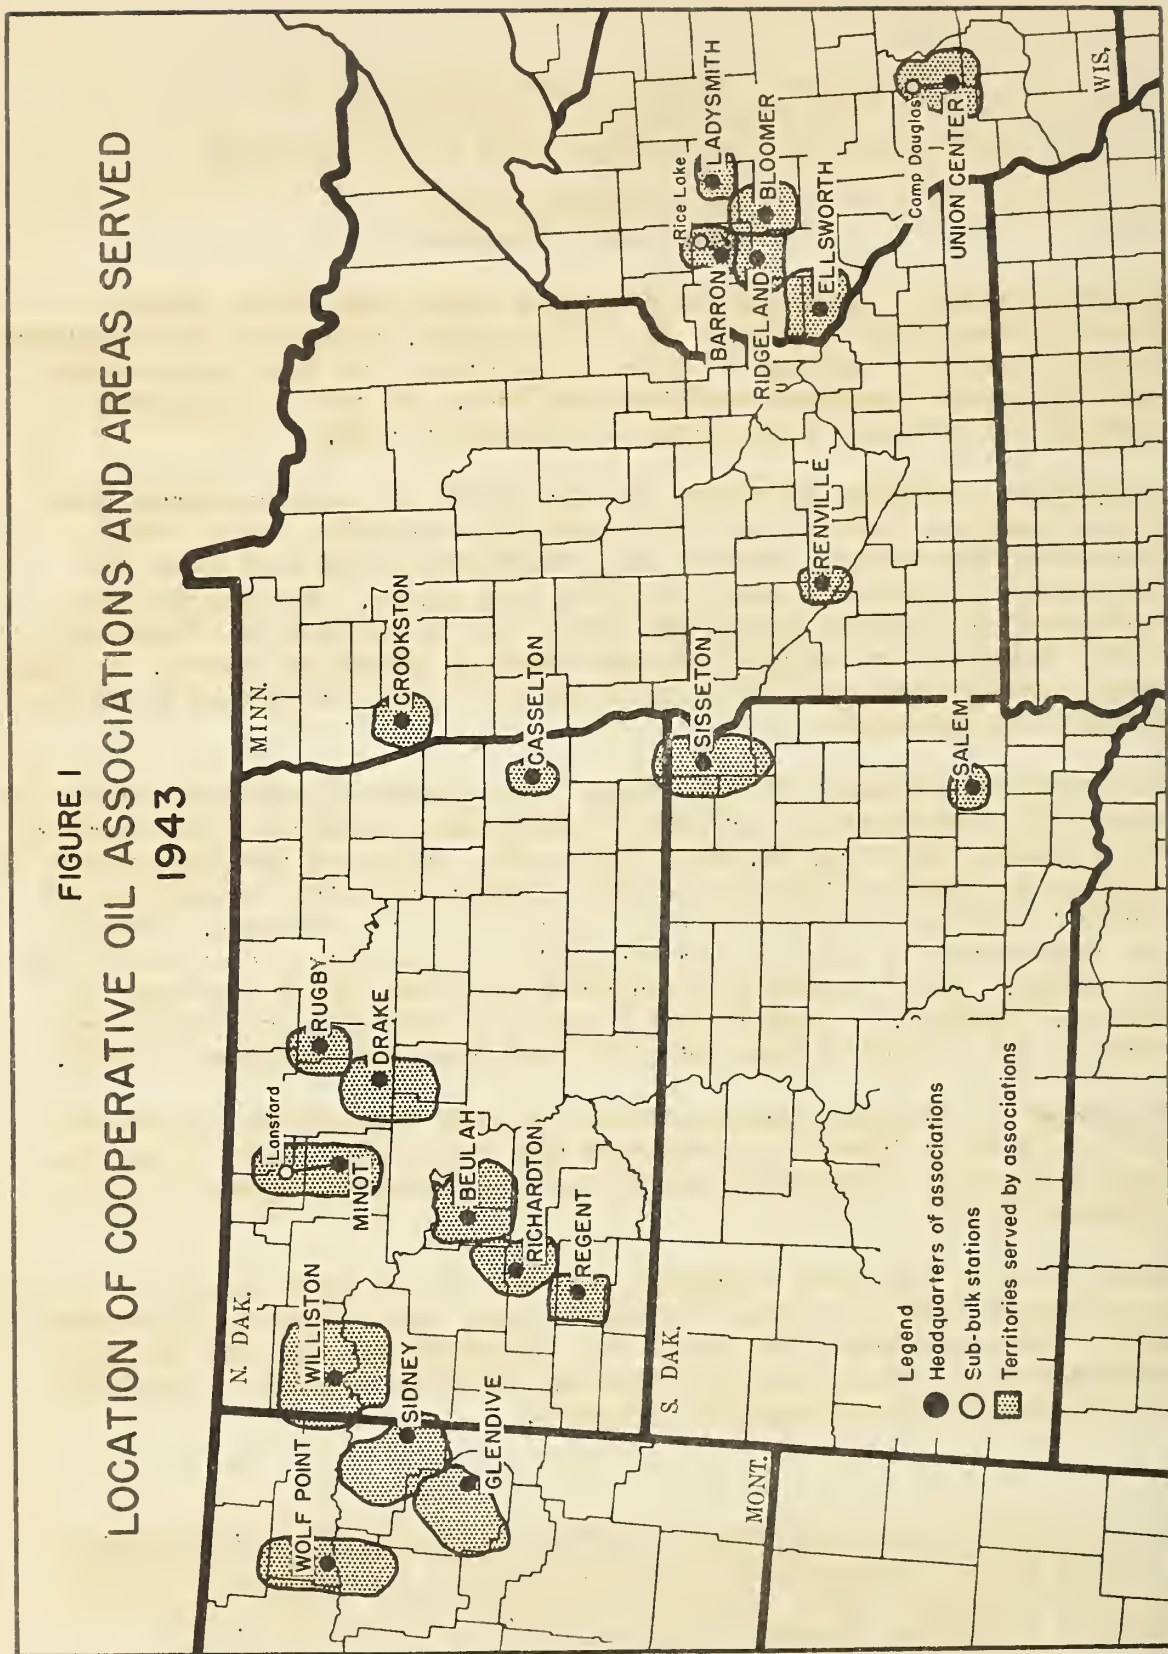 FIGURE I
LOCATION OF COOPERATIVE OIL ASSOCIATIONS AND AREAS SERVED
1943
N. DAK.
MINN.
WOLF POINT
WILLISTON
Lansford
MINOT
RUGBY
DRAKE
CROOKSTON
SIDNEY
GLENDIVE
BEULAH
RICHARDTON
REGENT
CASSELTON
S. DAK.
SISSETON
Rice Lake
LADYSMITH
BARRON
BLOOMER
RIDGELAND
ELLSWORTH
RENVILLE
MONT.
SALEM
Camp Douglas
UNION CENTER
WIS.
Legend
Headquarters of associations
Sub-bulk stations
Territories served by associations